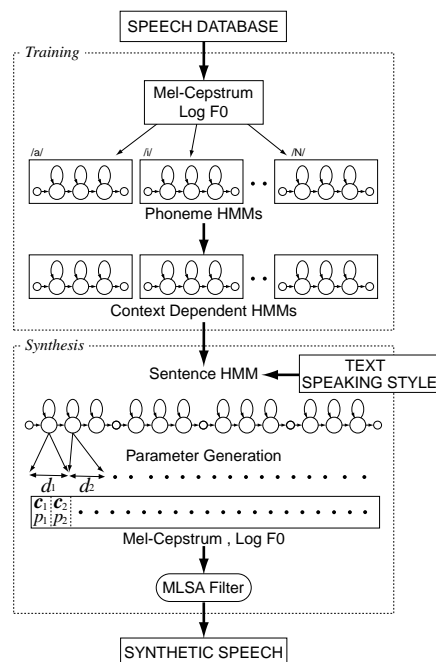 SPEECH DATABASE
Training
Mel-Cepstrum
Log F0
/a/ /i/ /N/
Phoneme HMMs
Context Dependent HMMs
Synthesis
Sentence HMM
TEXT
SPEAKING STYLE
Parameter Generation
d1 d2
c1 c2
p1 p2
Mel-Cepstrum , Log F0
MLSA Filter
SYNTHETIC SPEECH